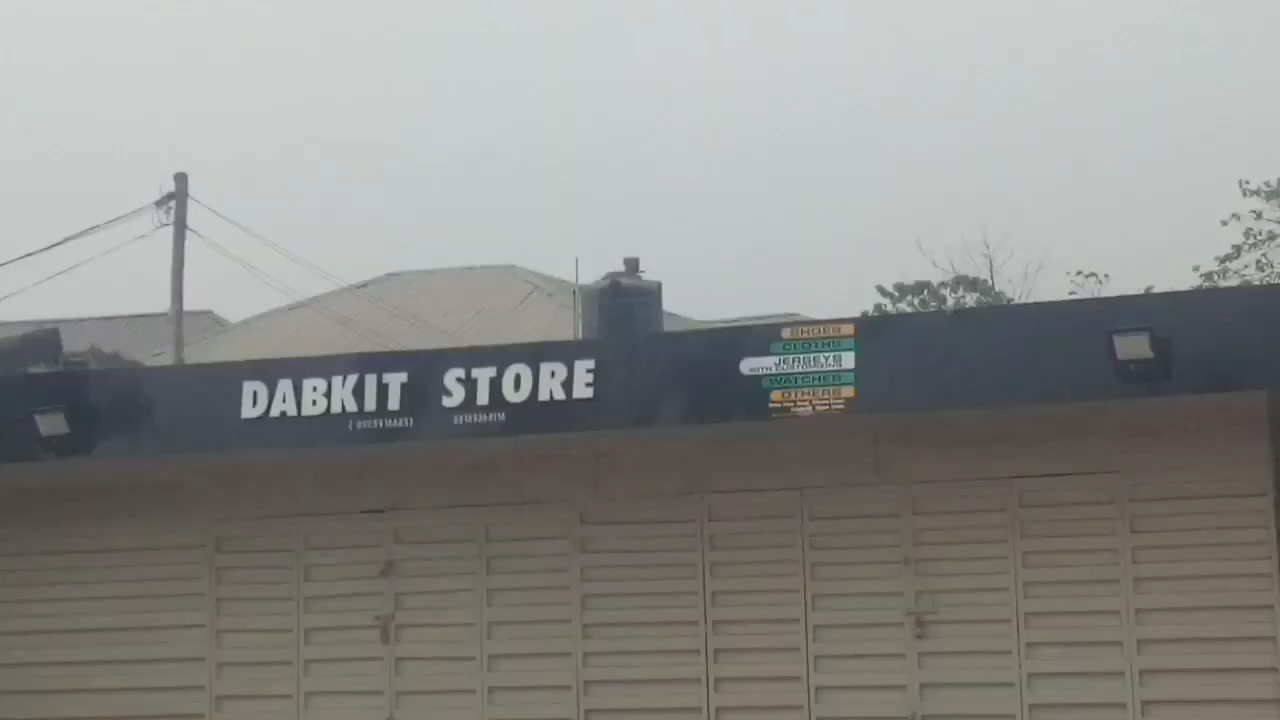 DABKIT STORE
SHOES
CLOTHS
JERSEYS
WITH CUSTOMIZING
WATCHES
OTHERS